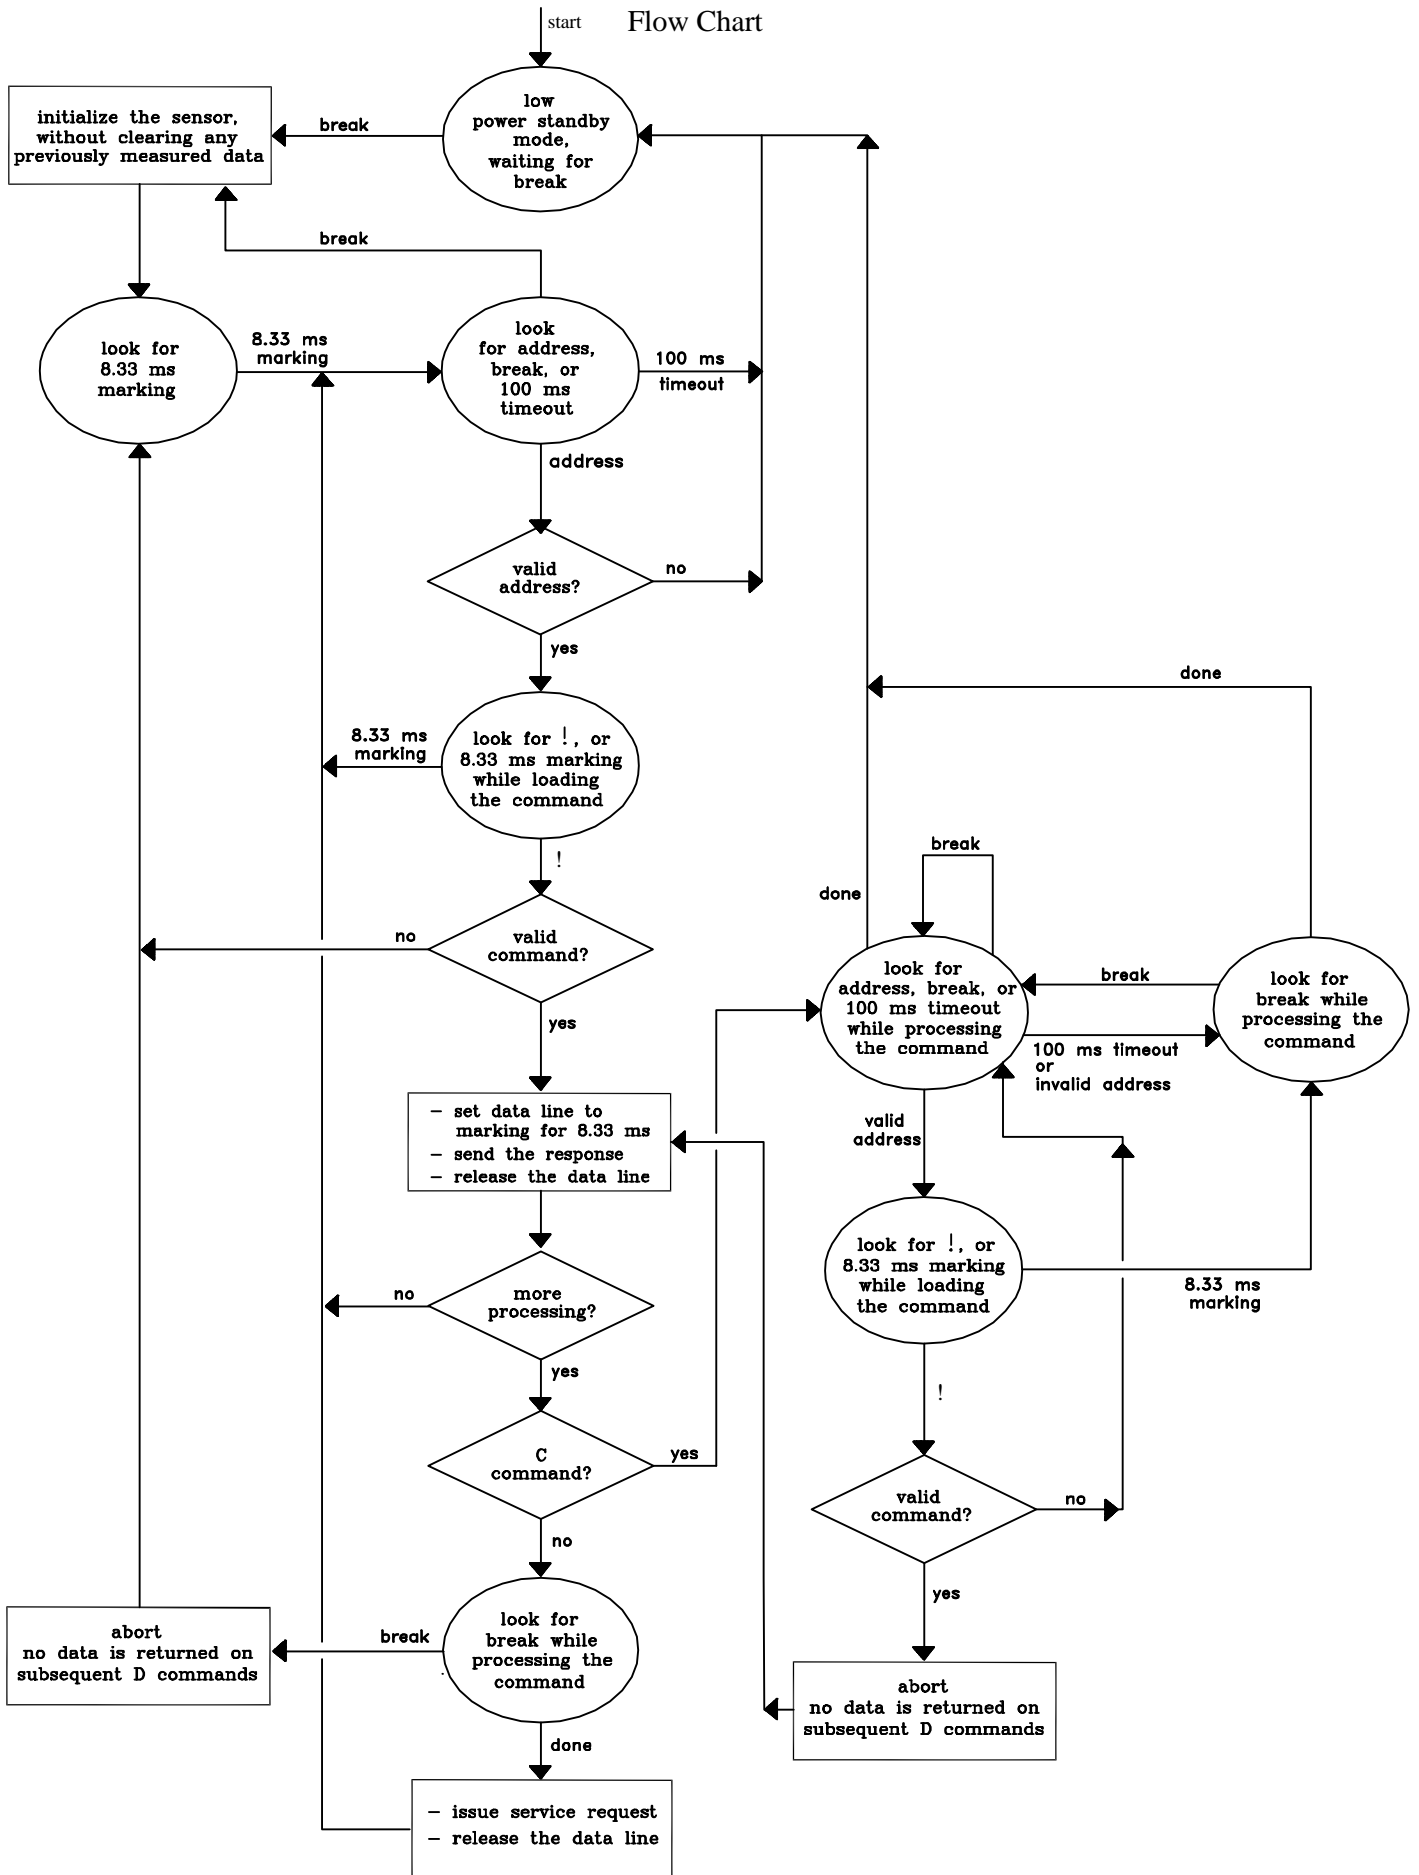 start
Flow Chart
low
power standby
mode,
waiting for
break
break
initialize the sensor,
without clearing any
previously measured data
break
look for
8.33 ms
marking
8.33 ms
marking
look
for address,
break, or
100 ms
timeout
100 ms
timeout
address
valid
address?
no
yes
8.33 ms
marking
look for !, or
8.33 ms marking
while loading
the command
!
no
valid
command?
yes
– set data line to
marking for 8.33 ms
– send the response
– release the data line
no
more
processing?
yes
C
command?
yes
no
look for
break while
processing the
command
break
abort
no data is returned on
subsequent D commands
done
– issue service request
– release the data line
done
break
done
look for
address, break, or
100 ms timeout
while processing
the command
break
look for
break while
processing the
command
100 ms timeout
or
invalid address
valid
address
look for !, or
8.33 ms marking
while loading
the command
8.33 ms
marking
!
valid
command?
no
yes
abort
no data is returned on
subsequent D commands